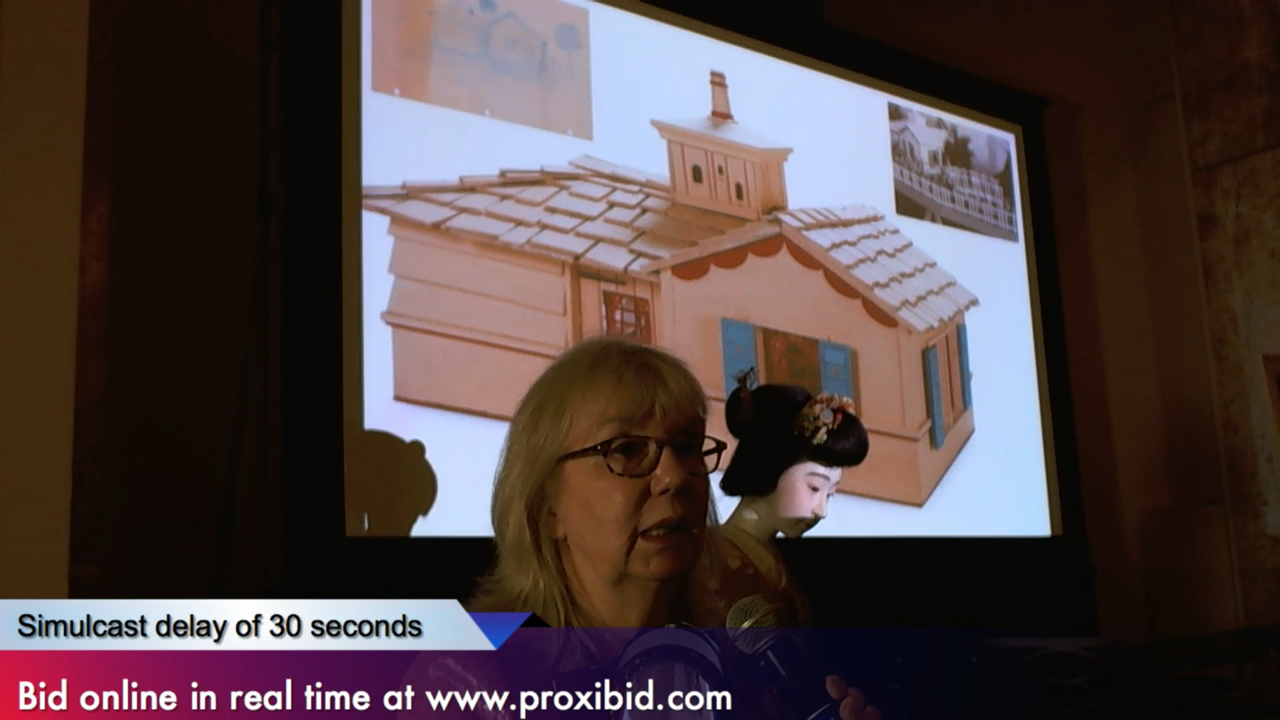 Simulcast delay of 30 seconds
Bid online in real time at www.proxibid.com